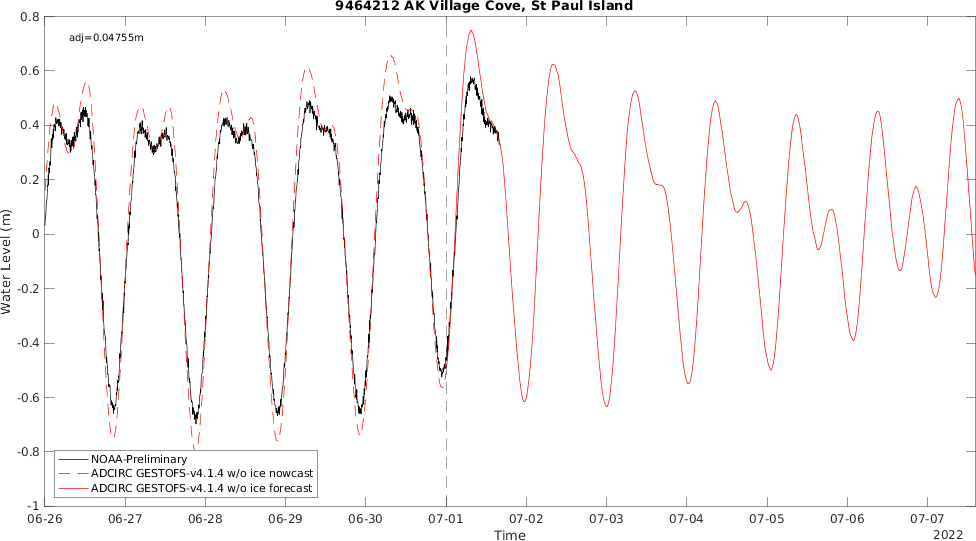 9464212 AK Village Cove, St Paul Island
adj=0.04755m
0.8
0.6
0.4
0.2
0
-0.2
-0.4
-0.6
-0.8
-1
Water Level (m)
NOAA-Preliminary
ADCIRC GESTOFS-v4.1.4 w/o ice nowcast
ADCIRC GESTOFS-v4.1.4 w/o ice forecast
06-26 06-27 06-28 06-29 06-30 07-01 07-02 07-03 07-04 07-05 07-06 07-07
Time
2022